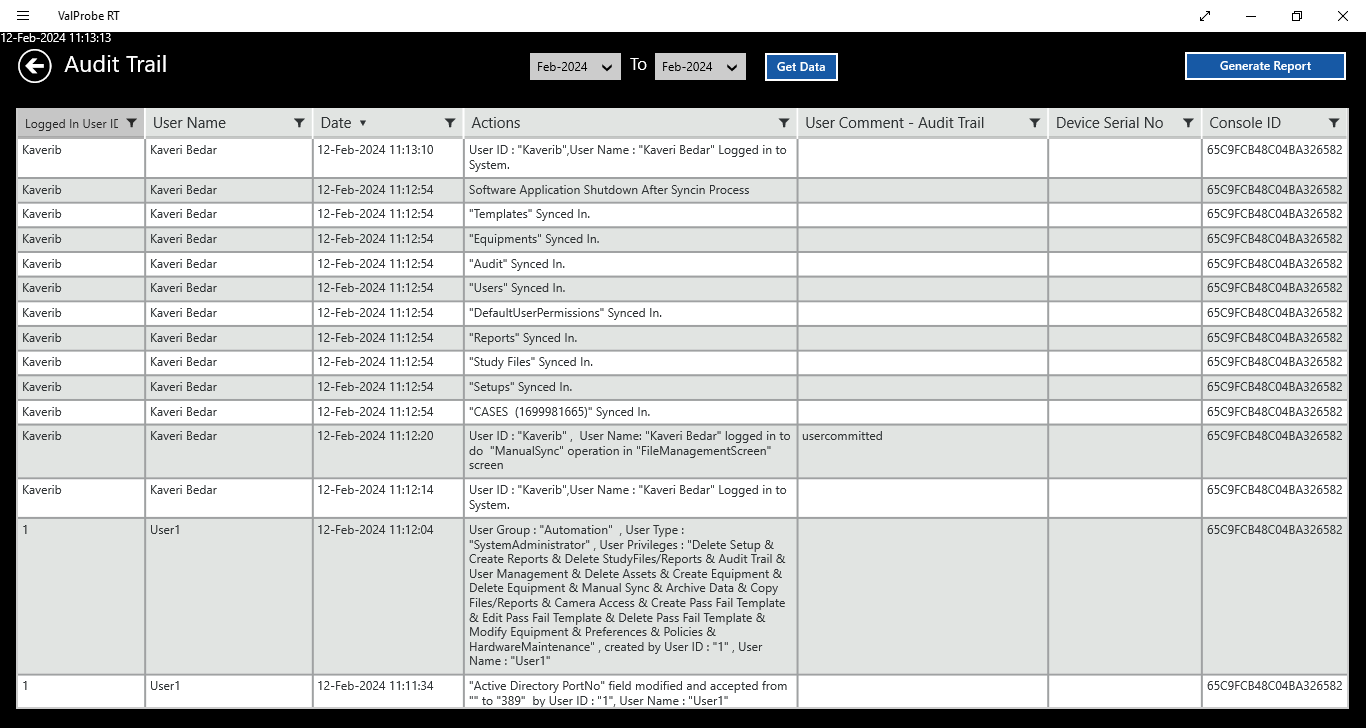 ValProbe RT
12-Feb-2024 11:13:13
Audit Trail
Feb-2024 To Feb-2024 Get Data Generate Report
Logged In User ID User Name Date Actions User Comment - Audit Trail Device Serial No Console ID
Kaverib Kaveri Bedar 12-Feb-2024 11:13:10 User ID : "Kaverib",User Name : "Kaveri Bedar" Logged in to 65C9FCB48C04BA326582
System.
Kaverib Kaveri Bedar 12-Feb-2024 11:12:54 Software Application Shutdown After Syncin Process 65C9FCB48C04BA326582
Kaverib Kaveri Bedar 12-Feb-2024 11:12:54 "Templates" Synced In. 65C9FCB48C04BA326582
Kaverib Kaveri Bedar 12-Feb-2024 11:12:54 "Equipments" Synced In. 65C9FCB48C04BA326582
Kaverib Kaveri Bedar 12-Feb-2024 11:12:54 "Audit" Synced In. 65C9FCB48C04BA326582
Kaverib Kaveri Bedar 12-Feb-2024 11:12:54 "Users" Synced In. 65C9FCB48C04BA326582
Kaverib Kaveri Bedar 12-Feb-2024 11:12:54 "DefaultUserPermissions" Synced In. 65C9FCB48C04BA326582
Kaverib Kaveri Bedar 12-Feb-2024 11:12:54 "Reports" Synced In. 65C9FCB48C04BA326582
Kaverib Kaveri Bedar 12-Feb-2024 11:12:54 "Study Files" Synced In. 65C9FCB48C04BA326582
Kaverib Kaveri Bedar 12-Feb-2024 11:12:54 "Setups" Synced In. 65C9FCB48C04BA326582
Kaverib Kaveri Bedar 12-Feb-2024 11:12:54 "CASES (1699981665)" Synced In. 65C9FCB48C04BA326582
Kaverib Kaveri Bedar 12-Feb-2024 11:12:20 User ID : "Kaverib" , User Name: "Kaveri Bedar" logged in to usercommitted 65C9FCB48C04BA326582
do "ManualSync" operation in "FileManagementScreen"
screen
Kaverib Kaveri Bedar 12-Feb-2024 11:12:14 User ID : "Kaverib",User Name : "Kaveri Bedar" Logged in to 65C9FCB48C04BA326582
System.
1 User1 12-Feb-2024 11:12:04 User Group : "Automation" , User Type : 65C9FCB48C04BA326582
"SystemAdministrator" , User Privileges : "Delete Setup &
Create Reports & Delete StudyFiles/Reports & Audit Trail &
User Management & Delete Assets & Create Equipment &
Delete Equipment & Manual Sync & Archive Data & Copy
Files/Reports & Camera Access & Create Pass Fail Template
& Edit Pass Fail Template & Delete Pass Fail Template &
Modify Equipment & Preferences & Policies &
HardwareMaintenance" , created by User ID : "1" , User
Name : "User1"
1 User1 12-Feb-2024 11:11:34 "Active Directory PortNo" field modified and accepted from 65C9FCB48C04BA326582
"" to "389" by User ID : "1", User Name : "User1"